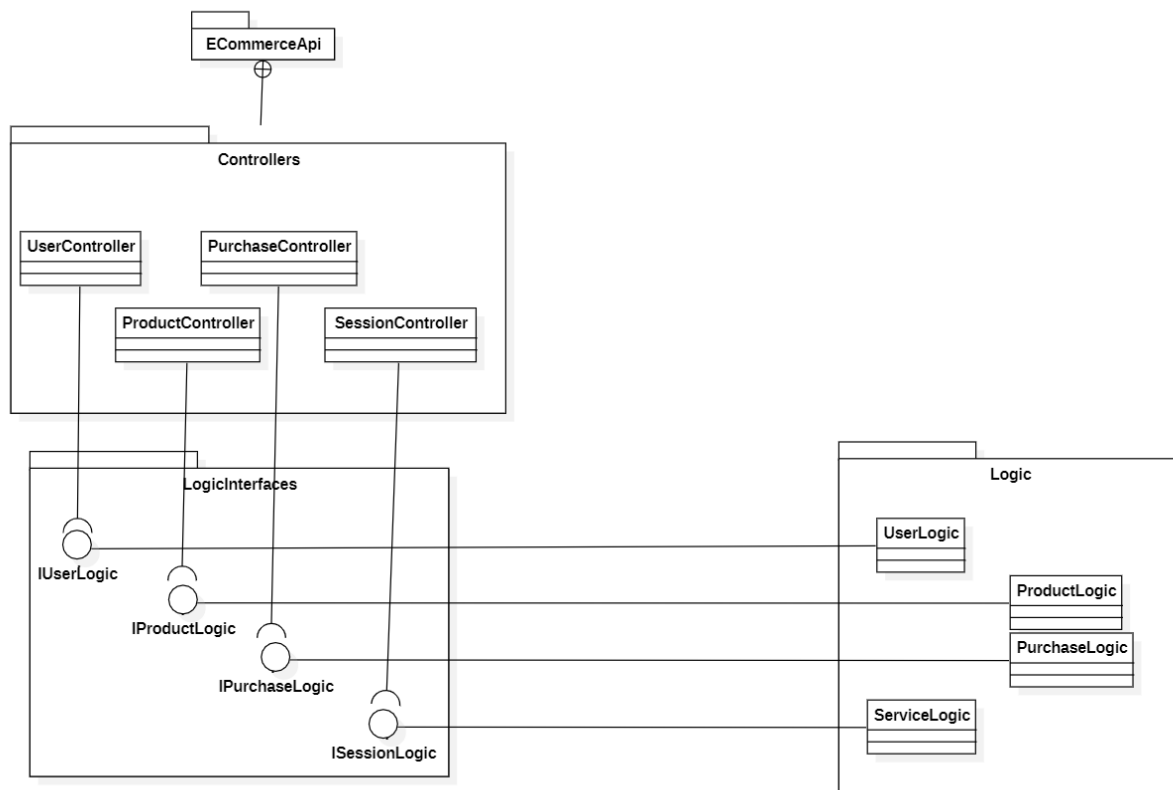 ECommerceApi
Controllers
UserController
PurchaseController
ProductController
SessionController
LogicInterfaces
Logic
UserLogic
IUserLogic
ProductLogic
IProductLogic
PurchaseLogic
IPurchaseLogic
ServiceLogic
ISessionLogic